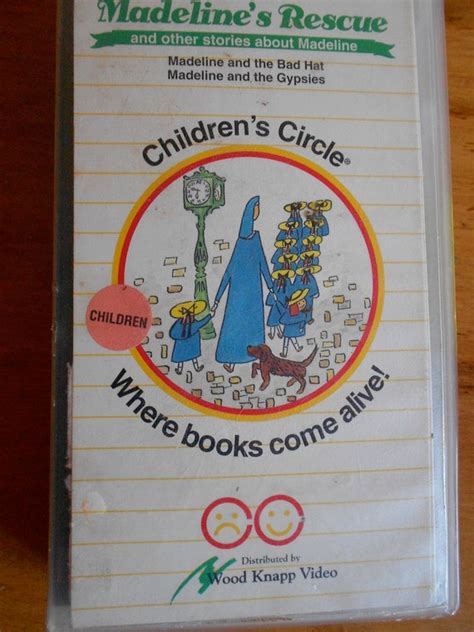 Madeline's Rescue
and other stories about Madeline
Madeline and the Bad Hat
Madeline and the Gypsies
Children's Circle®
CHILDREN
Where books come alive!
Distributed by
Wood Knapp Video